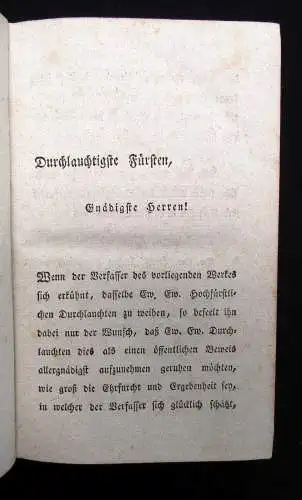 Durchlauchtigste Fürsten,
Gnädigste Herren!
Wenn der Verfasser des vorliegenden Werkes
sich erkühnt, dasselbe Ew. Ew. Hochfürstli-
chen Durchlauchten zu weihen, so beseelt ihn
dabei nur der Wunsch, daß Ew. Ew. Durch-
lauchten dies als einen öffentlichen Beweis
allergnädigst aufzunehmen geruhen möchten,
wie groß die Ehrfurcht und Ergebenheit sey,
in welcher der Verfasser sich glücklich schätzt,